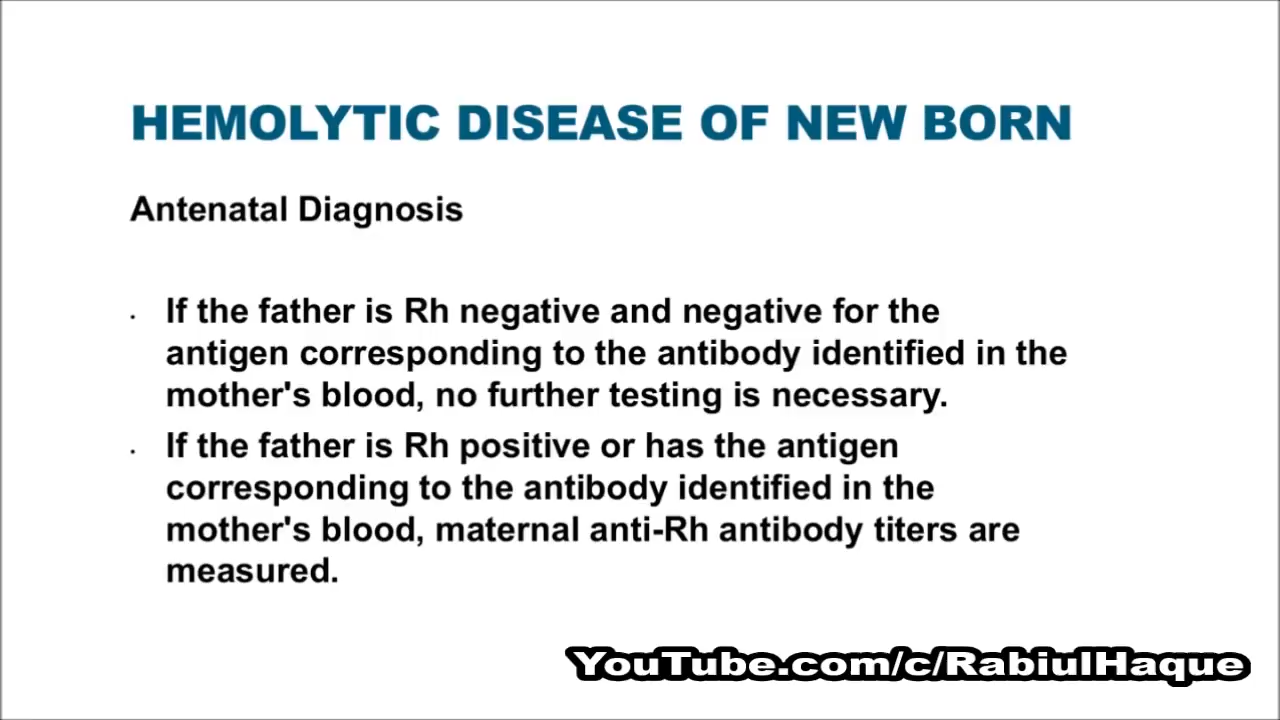 HEMOLYTIC DISEASE OF NEW BORN
Antenatal Diagnosis
· If the father is Rh negative and negative for the
antigen corresponding to the antibody identified in the
mother's blood, no further testing is necessary.
· If the father is Rh positive or has the antigen
corresponding to the antibody identified in the
mother's blood, maternal anti-Rh antibody titers are
measured.
YouTube.com/c/RabiulHaque